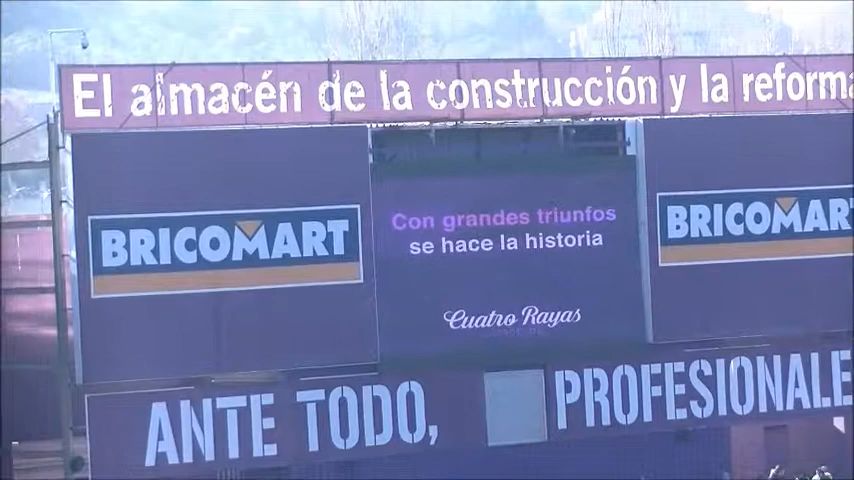 El almacén de la construcción y la reforma
BRICOMART
Con grandes triunfos
se hace la historia
Cuatro Rayas
BRICOMART
ANTE TODO, PROFESIONALE